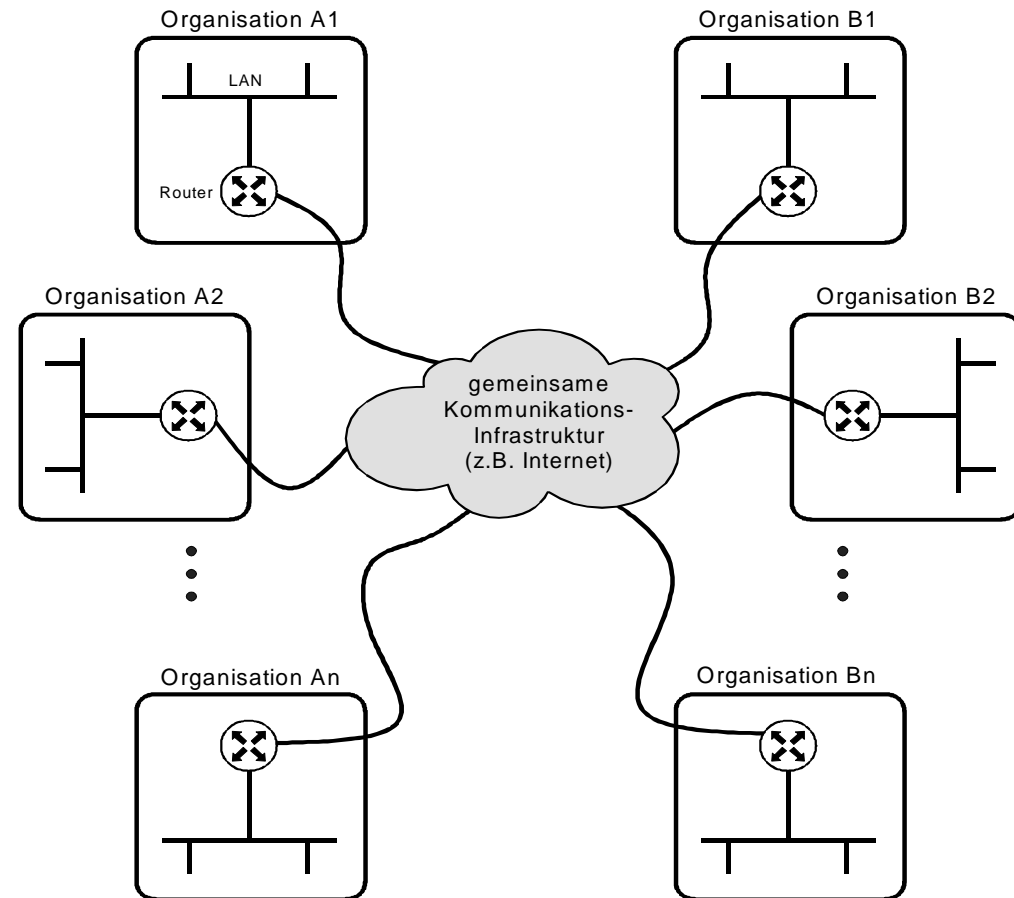 Organisation A1
Organisation B1
LAN
Router
Organisation A2
Organisation B2
gemeinsame
Kommunikations-
Infrastruktur
(z.B. Internet)
Organisation An
Organisation Bn